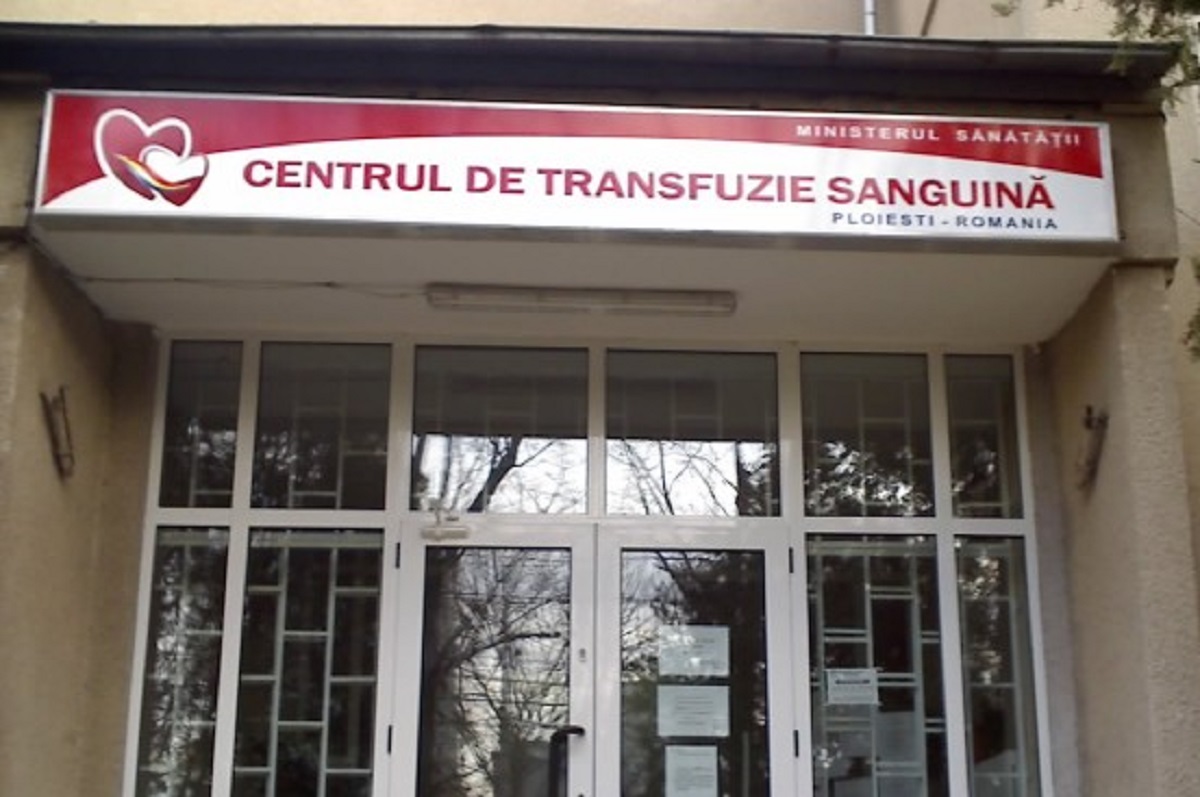 MINISTERUL SĂNĂTĂȚII
CENTRUL DE TRANSFUZIE SANGUINĂ
PLOIESTI - ROMANIA